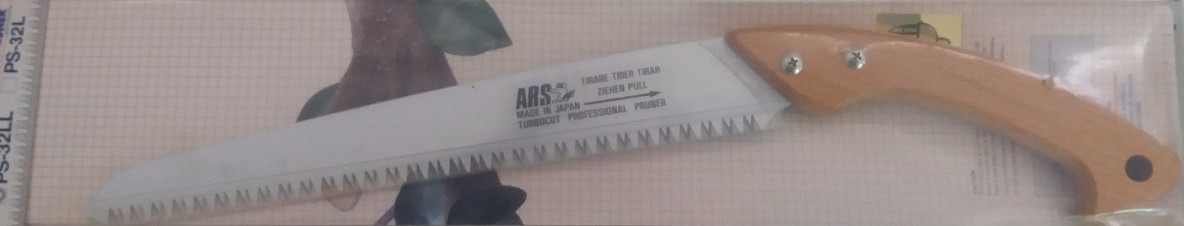 PS-32LL
PS-32L
ARS
TIRARE TIRER TIRAR
ZIEHEN PULL
MADE IN JAPAN
TURBOCUT PROFESSIONAL PRUNER